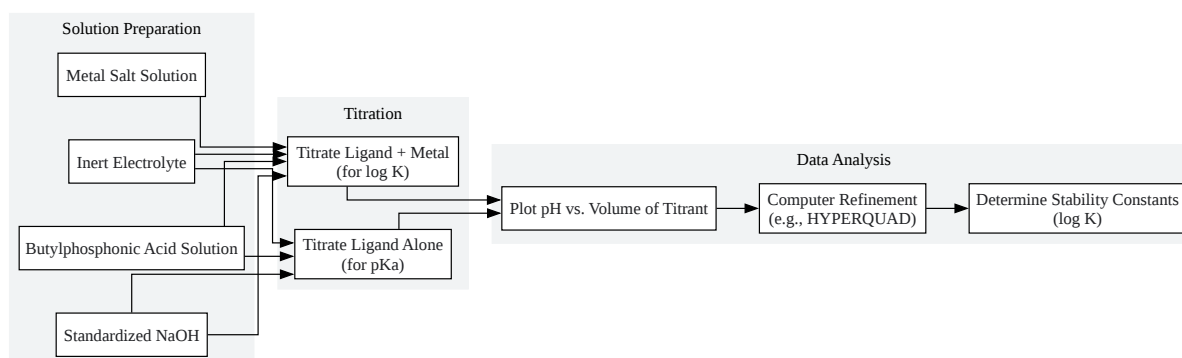 Solution Preparation
Metal Salt Solution
Inert Electrolyte
Butylphosphonic Acid Solution
Standardized NaOH
Titration
Titrate Ligand + Metal
(for log K)
Titrate Ligand Alone
(for pKa)
Data Analysis
Plot pH vs. Volume of Titrant
Computer Refinement
(e.g., HYPERQUAD)
Determine Stability Constants
(log K)